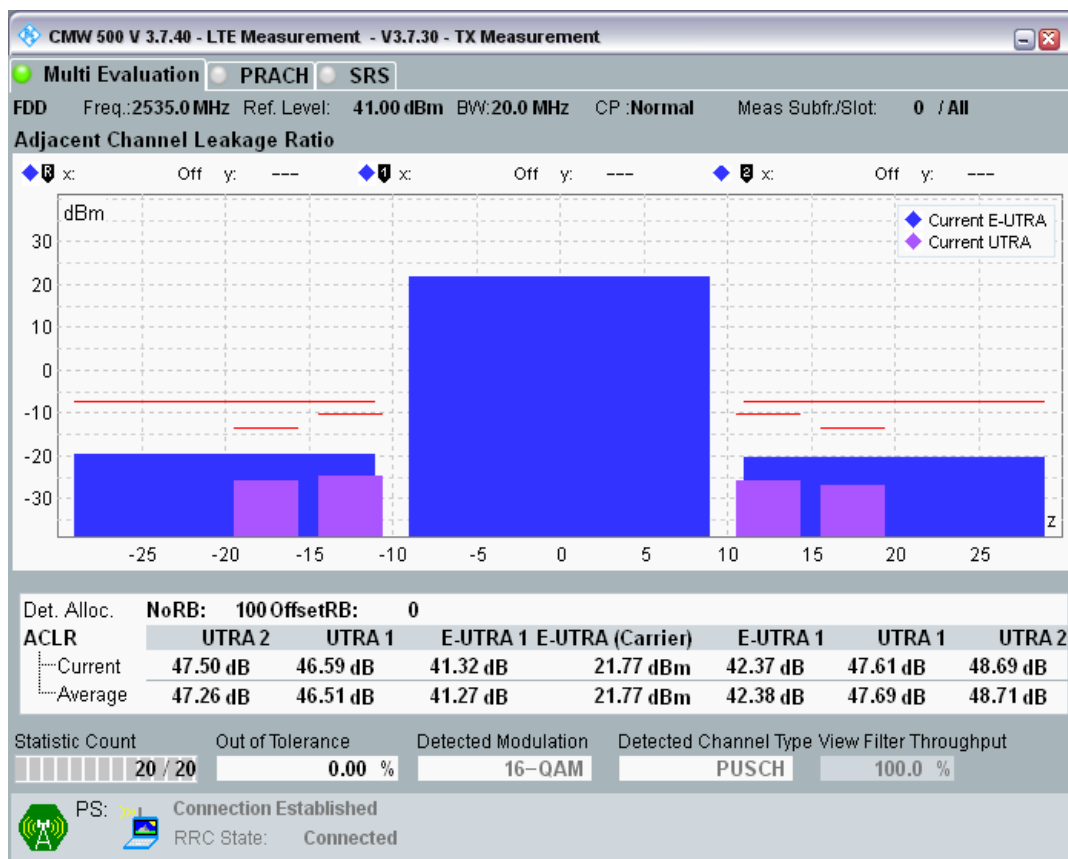 CMW 500 V 3.7.40 - LTE Measurement - V3.7.30 - TX Measurement
Multi Evaluation PRACH SRS
FDD Freq.:2535.0 MHz Ref. Level: 41.00 dBm BW:20.0 MHz CP :Normal Meas Subfr./Slot: 0 / All
Adjacent Channel Leakage Ratio
R x: Off y: --- 1 x: Off y: --- 2 x: Off y: ---
dBm
Current E-UTRA
Current UTRA
30
20
10
0
-10
-20
-30
z
-25 -20 -15 -10 -5 0 5 10 15 20 25
Det. Alloc. NoRB: 100 OffsetRB: 0
ACLR UTRA 2 UTRA 1 E-UTRA 1 E-UTRA (Carrier) E-UTRA 1 UTRA 1 UTRA 2
Current 47.50 dB 46.59 dB 41.32 dB 21.77 dBm 42.37 dB 47.61 dB 48.69 dB
Average 47.26 dB 46.51 dB 41.27 dB 21.77 dBm 42.38 dB 47.69 dB 48.71 dB
Statistic Count Out of Tolerance Detected Modulation Detected Channel Type View Filter Throughput
20 / 20 0.00 % 16-QAM PUSCH 100.0 %
PS: Connection Established
RRC State: Connected